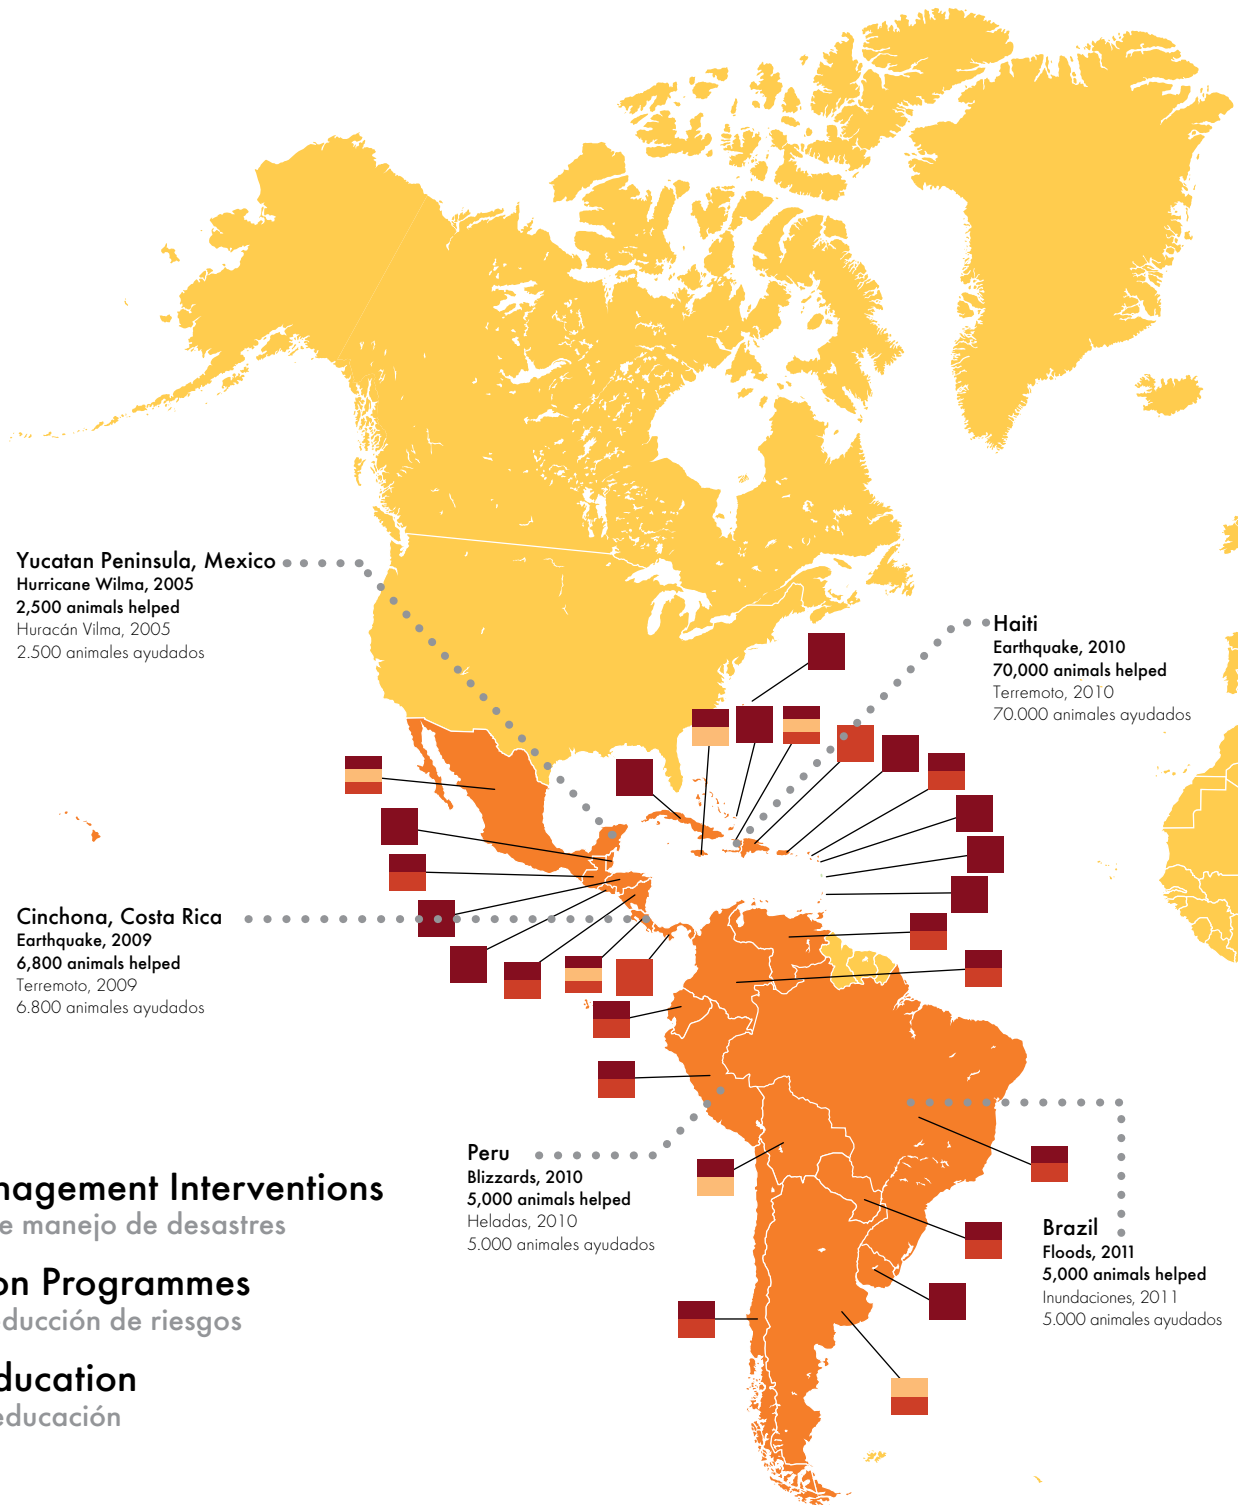 Yucatan Peninsula, Mexico
Hurricane Wilma, 2005
2,500 animals helped
Huracán Vilma, 2005
2.500 animales ayudados
Haiti
Earthquake, 2010
70,000 animals helped
Terremoto, 2010
70.000 animales ayudados
Cinchona, Costa Rica
Earthquake, 2009
6,800 animals helped
Terremoto, 2009
6.800 animales ayudados
Peru
Blizzards, 2010
5,000 animals helped
Heladas, 2010
5.000 animales ayudados
Brazil
Floods, 2011
5,000 animals helped
Inundaciones, 2011
5.000 animales ayudados
nagement Interventions
e manejo de desastres
on Programmes
ducción de riesgos
ducation
educación